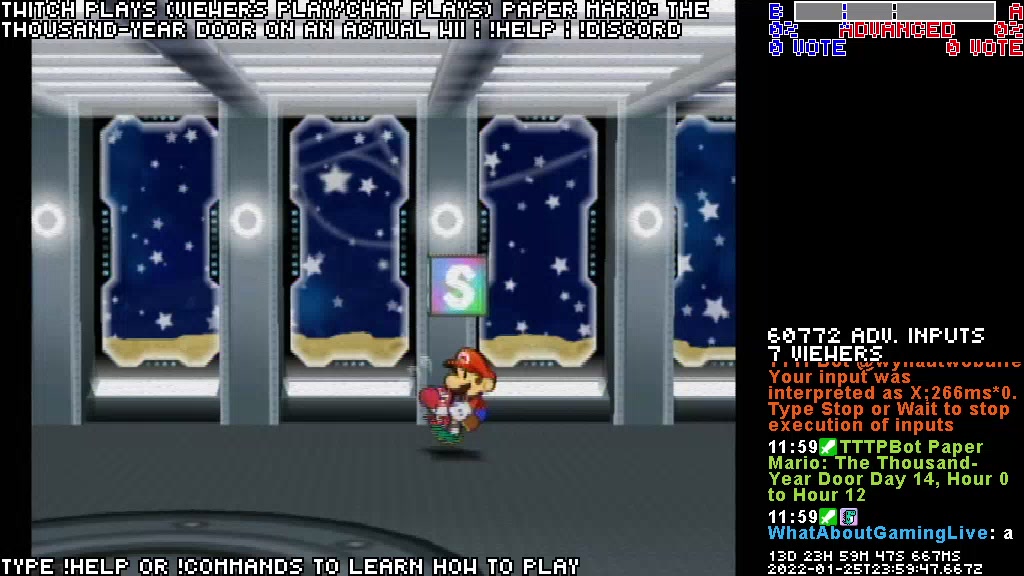 TWITCH PLAYS (VIEWERS PLAY/CHAT PLAYS) PAPER MARIO: THE
THOUSAND-YEAR DOOR ON AN ACTUAL WII | !HELP | !DISCORD
B A
0% ADVANCED 0%
0 VOTE 0 VOTE
S
60772 ADV. INPUTS
7 VIEWERS
Your input was
interpreted as X;266ms*0.
Type Stop or Wait to stop
execution of inputs
11:59 TTTPBot Paper
Mario: The Thousand-
Year Door Day 14, Hour 0
to Hour 12
11:59
WhatAboutGamingLive: a
13D 23H 59M 47S 667MS
2022-01-25T23:59:47.667Z
TYPE !HELP OR !COMMANDS TO LEARN HOW TO PLAY